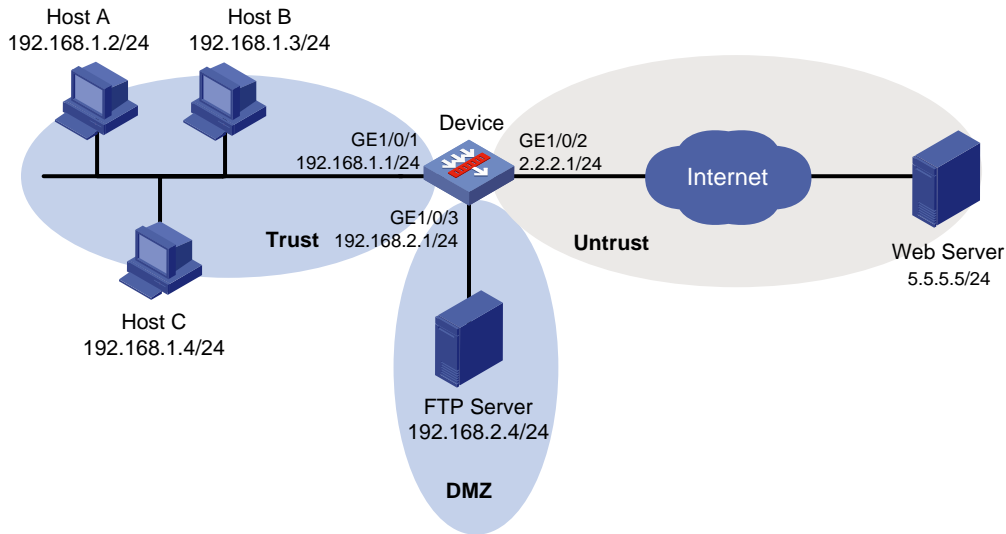 Host A
192.168.1.2/24
Host B
192.168.1.3/24
Device
GE1/0/1
192.168.1.1/24
GE1/0/2
2.2.2.1/24
Internet
GE1/0/3
192.168.2.1/24
Trust
Untrust
Web Server
5.5.5.5/24
Host C
192.168.1.4/24
FTP Server
192.168.2.4/24
DMZ